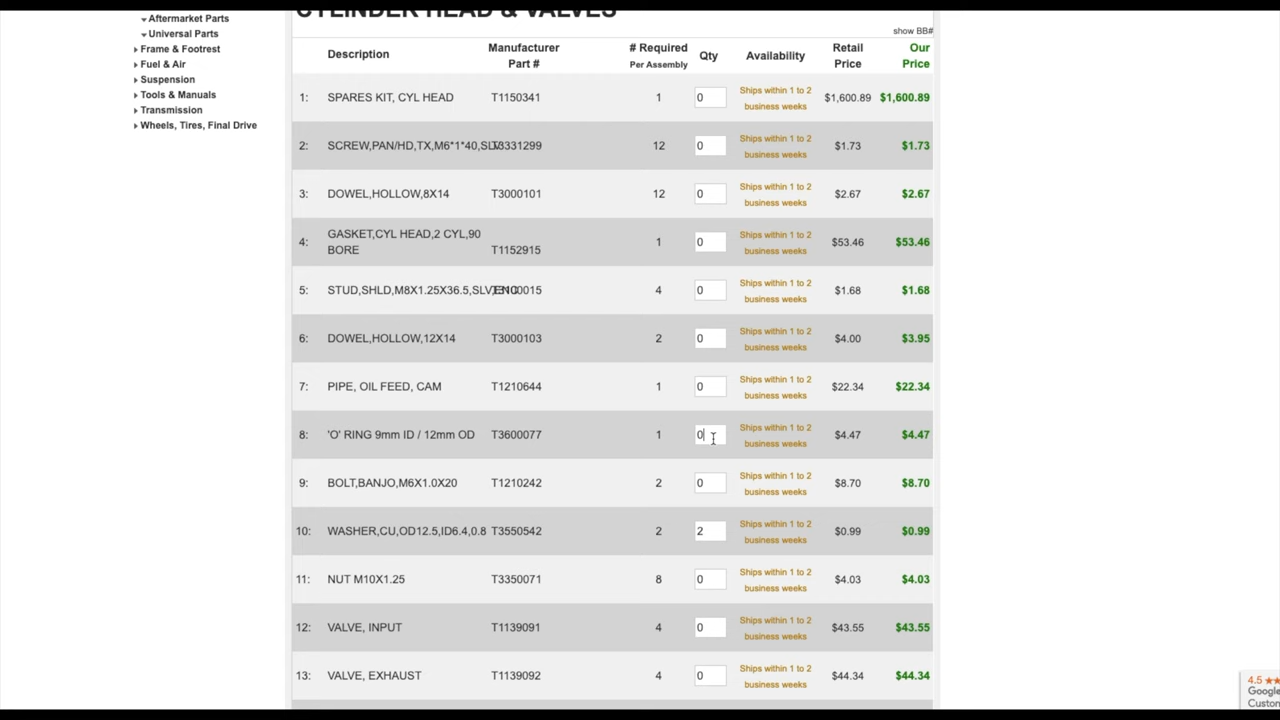 CYLINDER HEAD & VALVES
Aftermarket Parts
Universal Parts
Frame & Footrest
Fuel & Air
Suspension
Tools & Manuals
Transmission
Wheels, Tires, Final Drive
show BB#
Description Manufacturer Part # # Required Per Assembly Qty Availability Retail Price Our Price
1: SPARES KIT, CYL HEAD T1150341 1 0 Ships within 1 to 2 business weeks $1,600.89 $1,600.89
2: SCREW,PAN/HD,TX,M6*1*40,SLV T3331299 12 0 Ships within 1 to 2 business weeks $1.73 $1.73
3: DOWEL,HOLLOW,8X14 T3000101 12 0 Ships within 1 to 2 business weeks $2.67 $2.67
4: GASKET,CYL HEAD,2 CYL,90 BORE T1152915 1 0 Ships within 1 to 2 business weeks $53.46 $53.46
5: STUD,SHLD,M8X1.25X36.5,SLV,ENC T3100015 4 0 Ships within 1 to 2 business weeks $1.68 $1.68
6: DOWEL,HOLLOW,12X14 T3000103 2 0 Ships within 1 to 2 business weeks $4.00 $3.95
7: PIPE, OIL FEED, CAM T1210644 1 0 Ships within 1 to 2 business weeks $22.34 $22.34
8: 'O' RING 9mm ID / 12mm OD T3600077 1 0 Ships within 1 to 2 business weeks $4.47 $4.47
9: BOLT,BANJO,M6X1.0X20 T1210242 2 0 Ships within 1 to 2 business weeks $8.70 $8.70
10: WASHER,CU,OD12.5,ID6.4,0.8 T3550542 2 2 Ships within 1 to 2 business weeks $0.99 $0.99
11: NUT M10X1.25 T3350071 8 0 Ships within 1 to 2 business weeks $4.03 $4.03
12: VALVE, INPUT T1139091 4 0 Ships within 1 to 2 business weeks $43.55 $43.55
13: VALVE, EXHAUST T1139092 4 0 Ships within 1 to 2 business weeks $44.34 $44.34
4.5
Google
Custom